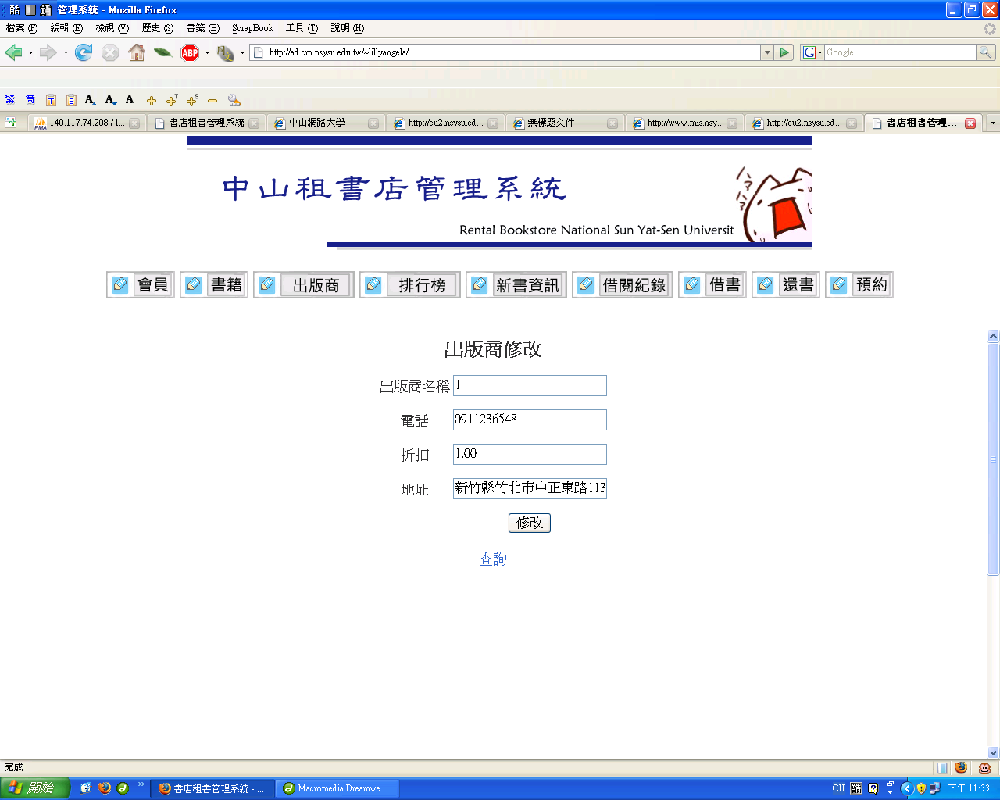 酷 管理系統 - Mozilla Firefox
檔案 (F) 編輯 (E) 檢視 (V) 歷史 (S) 書籤 (B) ScrapBook 工具 (T) 說明 (H)
ABP http://ad.cm.nsysu.edu.tw/~lillyangela/ G Google
繁 簡 T S A A A T S
PMA 140.117.74.208 / l... 書店租書管理系統 中山網路大學 http://cu2.nsysu.ed... 無標題文件 http://www.mis.nsy... http://cu2.nsysu.ed... 書店租書管理...
中山租書店管理系統
Rental Bookstore National Sun Yat-Sen Universit
會員 書籍 出版商 排行榜 新書資訊 借閱紀錄 借書 還書 預約
出版商修改
出版商名稱 1
電話 0911236548
折扣 1.00
地址 新竹縣竹北市中正東路113
修改
查詢
完成
開始 書店租書管理系統 - ... Macromedia Dreamwe... CH 酷 下午 11:33